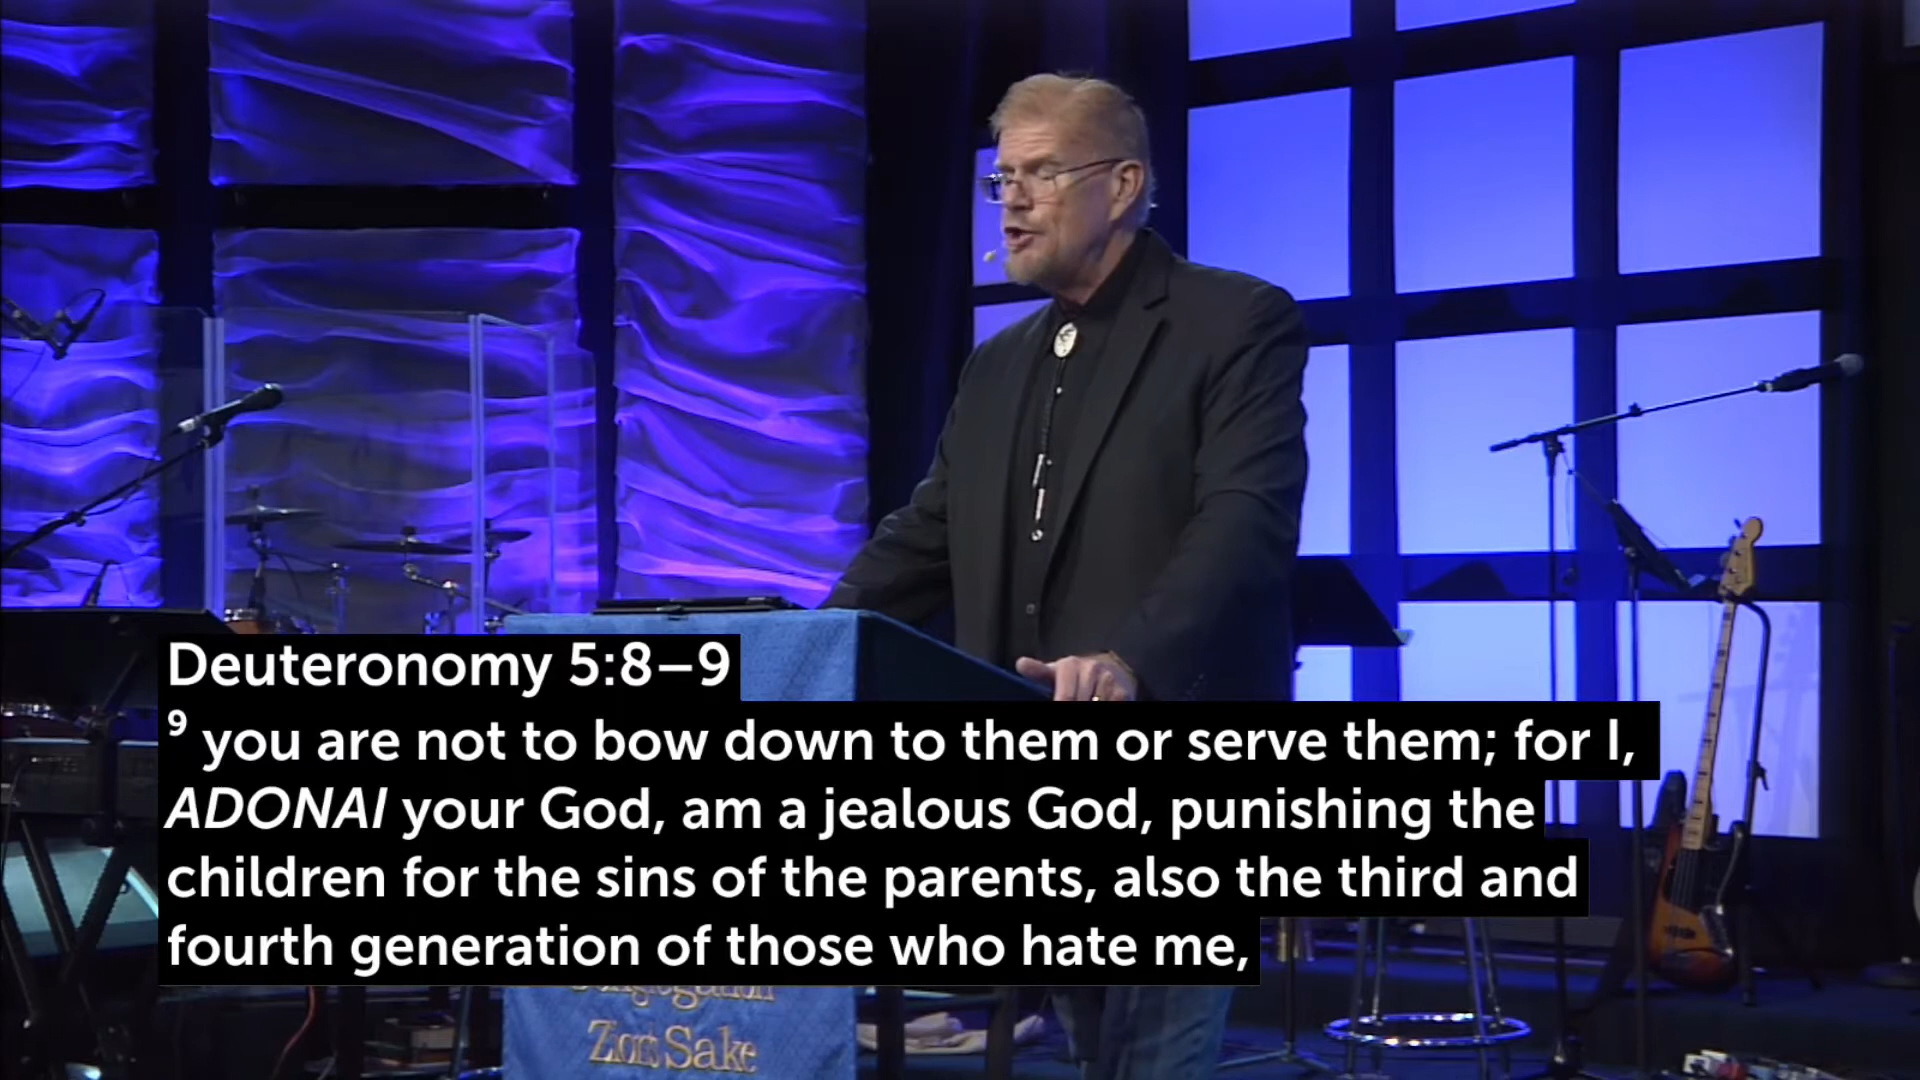 Deuteronomy 5:8–9
9 you are not to bow down to them or serve them; for I,
ADONAI your God, am a jealous God, punishing the
children for the sins of the parents, also the third and
fourth generation of those who hate me,
Congregation
Zion's Sake